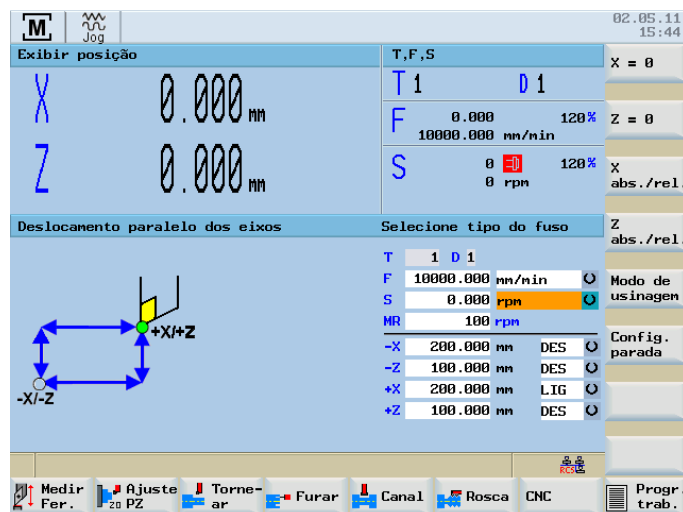 M Jog 02.05.11
15:44
Exibir posição
X 0.000 mm
Z 0.000 mm
T,F,S
T 1 D 1
F 0.000 120%
10000.000 mm/min
S 0 120%
0 rpm
X = 0
Z = 0
X
abs./rel.
Z
abs./rel.
Modo de
usinagem
Config.
parada
Deslocamento paralelo dos eixos
+X/+Z
-X/-Z
Selecione tipo do fuso
T 1 D 1
F 10000.000 mm/min
S 0.000 rpm
MR 100 rpm
-X 200.000 mm DES
-Z 100.000 mm DES
+X 200.000 mm LIG
+Z 100.000 mm DES
RCS
Medir
Fer.
Ajuste
Z0 PZ
Torne-
ar
Furar
Canal
Rosca
CNC
Progr
trab.